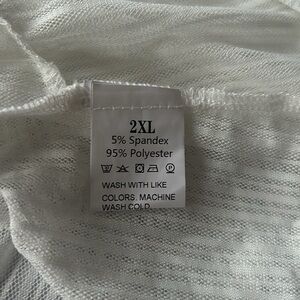 2XL
5% Spandex
95% Polyester
WASH WITH LIKE
COLORS. MACHINE
WASH COLD.